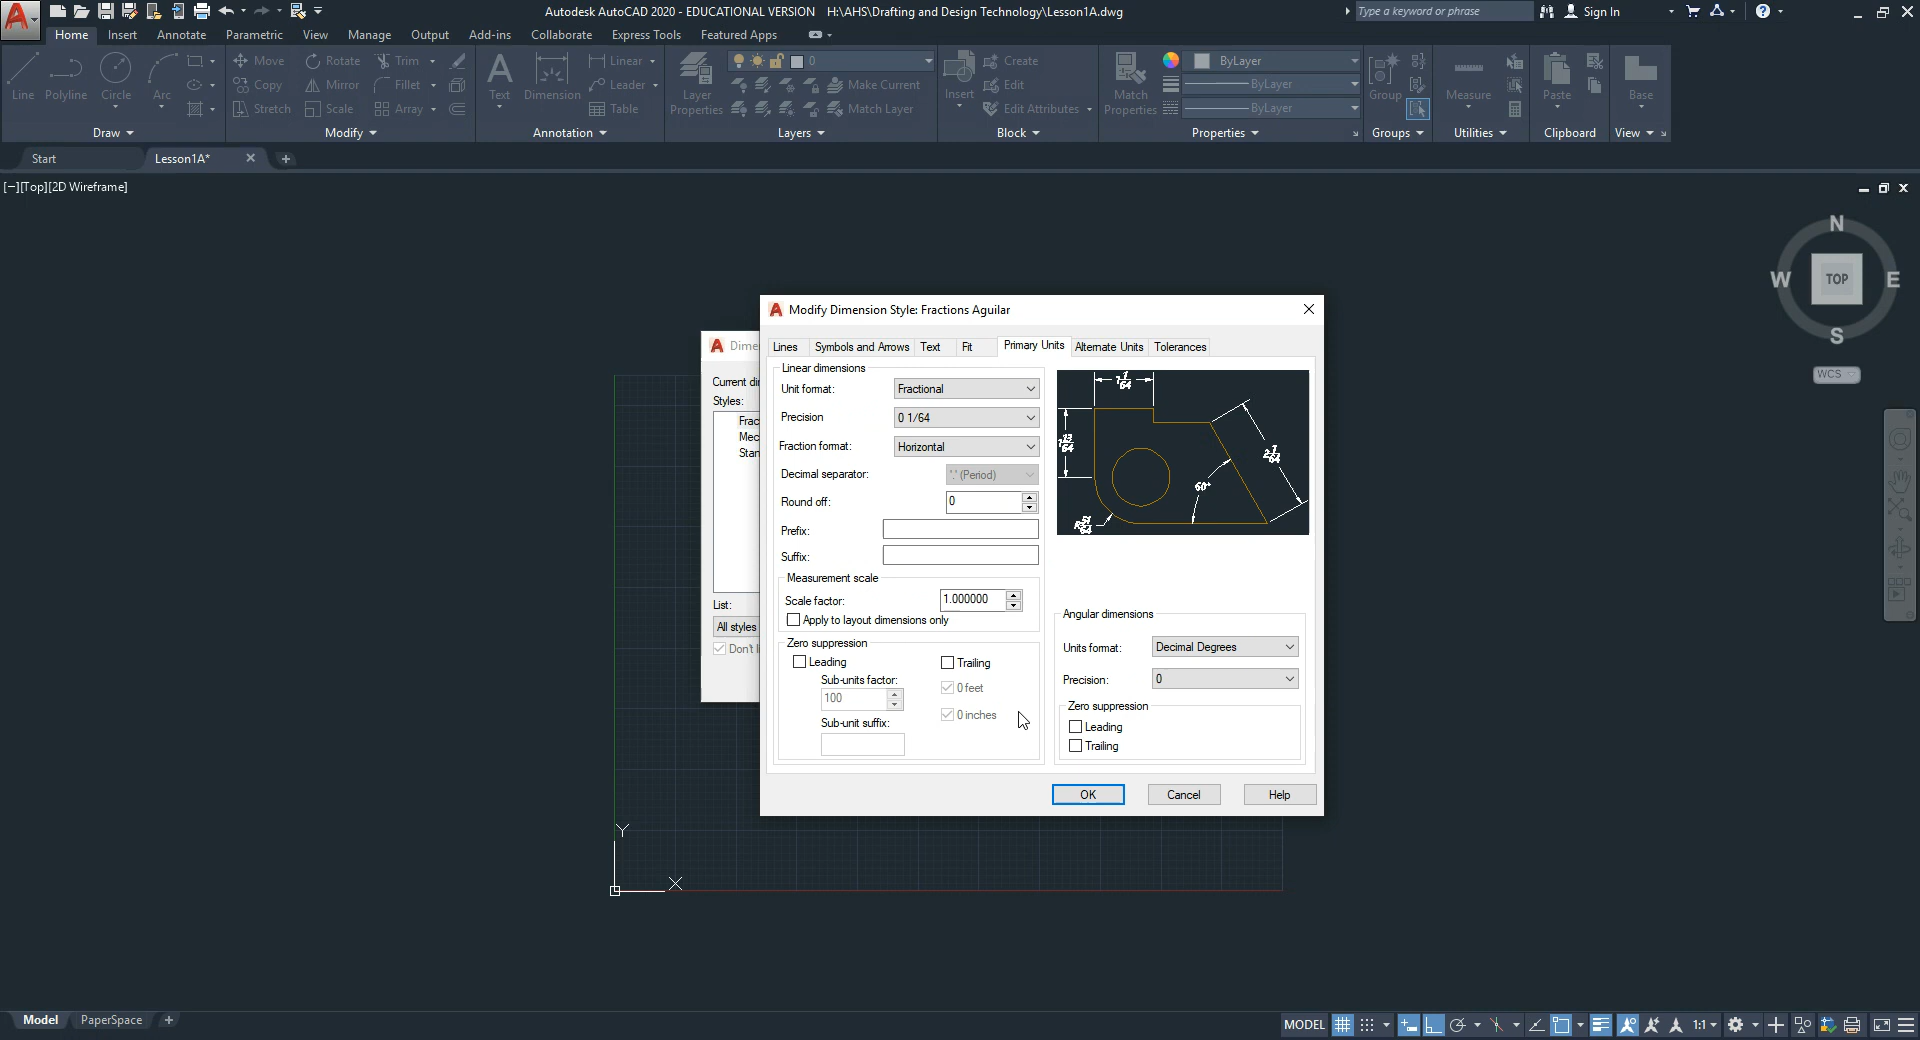 Autodesk AutoCAD 2020 - EDUCATIONAL VERSION H:\AHS\Drafting and Design Technology\Lesson1A.dwg
Type a keyword or phrase
Sign In
Home Insert Annotate Parametric View Manage Output Add-ins Collaborate Express Tools Featured Apps
Line Polyline Circle Arc
Draw
Move Rotate Trim
Copy Mirror Fillet
Stretch Scale Array
Modify
Text Dimension
Linear
Leader
Table
Annotation
Layer Properties
0
Make Current
Match Layer
Layers
Insert
Create
Edit
Edit Attributes
Block
Match Properties
ByLayer
ByLayer
ByLayer
Properties
Group
Groups
Measure
Utilities
Paste
Clipboard
Base
View
Start Lesson1A*
[−][Top][2D Wireframe]
N
W TOP E
S
WCS
Dime
Current di
Styles:
Frac
Mec
Stan
List:
All styles
Don't l
Modify Dimension Style: Fractions Aguilar
Lines Symbols and Arrows Text Fit Primary Units Alternate Units Tolerances
Linear dimensions
Unit format: Fractional
Precision 0 1/64
Fraction format: Horizontal
Decimal separator: '.' (Period)
Round off: 0
Prefix:
Suffix:
Measurement scale
Scale factor: 1.000000
Apply to layout dimensions only
Zero suppression
Leading
Trailing
Sub-units factor:
100
0 feet
0 inches
Sub-unit suffix:
60°
Angular dimensions
Units format: Decimal Degrees
Precision: 0
Zero suppression
Leading
Trailing
OK Cancel Help
Y
X
Model PaperSpace
MODEL 1:1